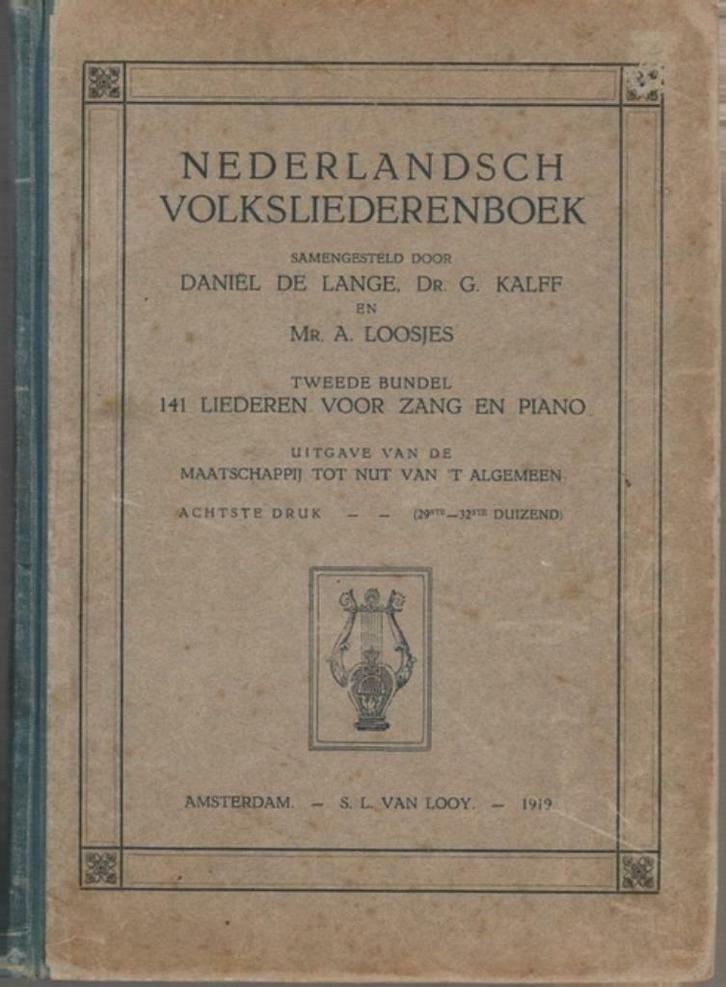 NEDERLANDSCH
VOLKSLIEDERENBOEK
SAMENGESTELD DOOR
DANIËL DE LANGE, DR. G. KALFF
EN
MR. A. LOOSJES
TWEEDE BUNDEL
141 LIEDEREN VOOR ZANG EN PIANO
UITGAVE VAN DE
MAATSCHAPPIJ TOT NUT VAN 'T ALGEMEEN
ACHTSTE DRUK — — (29STE—32STE DUIZEND)
AMSTERDAM. — S. L. VAN LOOY. — 1919